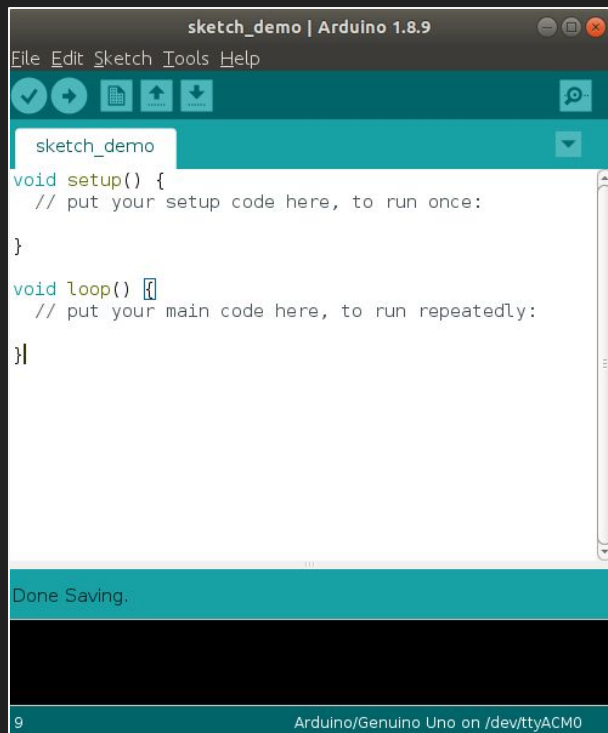 sketch_demo | Arduino 1.8.9
File Edit Sketch Tools Help
sketch_demo
void setup() {
  // put your setup code here, to run once:
}
void loop() {
  // put your main code here, to run repeatedly:
}
Done Saving.
9 Arduino/Genuino Uno on /dev/ttyACM0